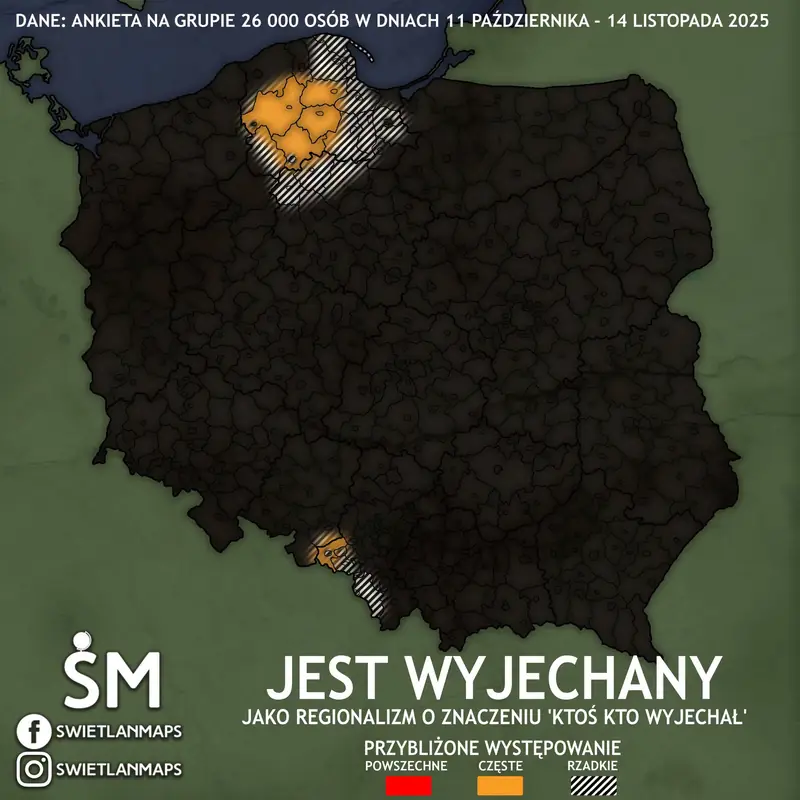 DANE: ANKIETA NA GRUPIE 26 000 OSÓB W DNIACH 11 PAŹDZIERNIKA - 14 LISTOPADA 2025
ŚM
SWIETLANMAPS
SWIETLANMAPS
JEST WYJECHANY
JAKO REGIONALIZM O ZNACZENIU 'KTOŚ KTO WYJECHAŁ'
PRZYBLIŻONE WYSTĘPOWANIE
POWSZECHNE CZĘSTE RZADKIE